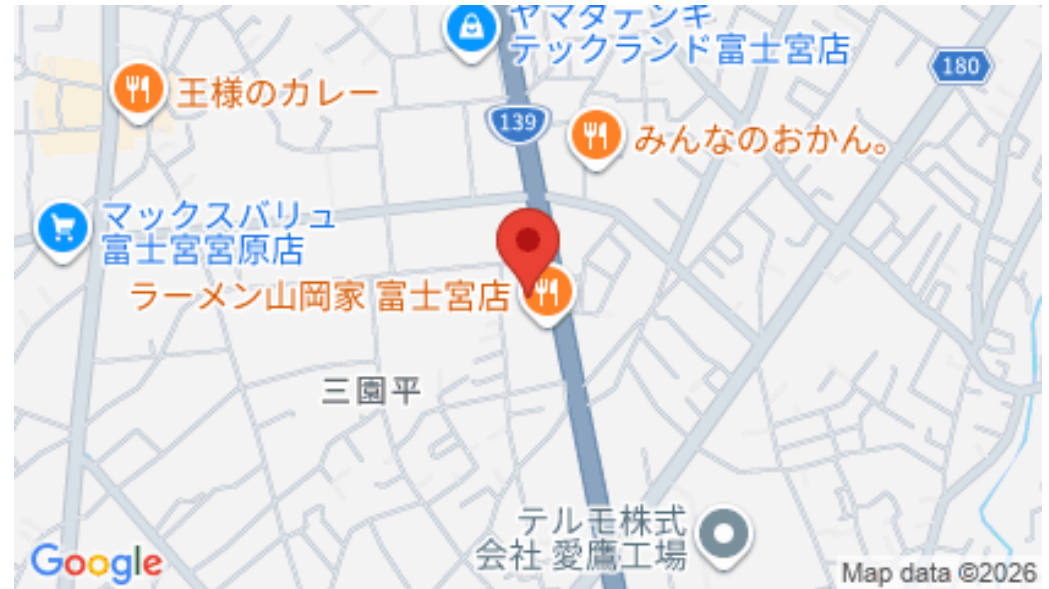 ヤマダデンキ
テックランド富士宮店
180
王様のカレー
139
みんなのおかん。
マックスバリュ
富士宮宮原店
ラーメン山岡家 富士宮店
三園平
テルモ株式
会社 愛鷹工場
Google
Map data ©2026